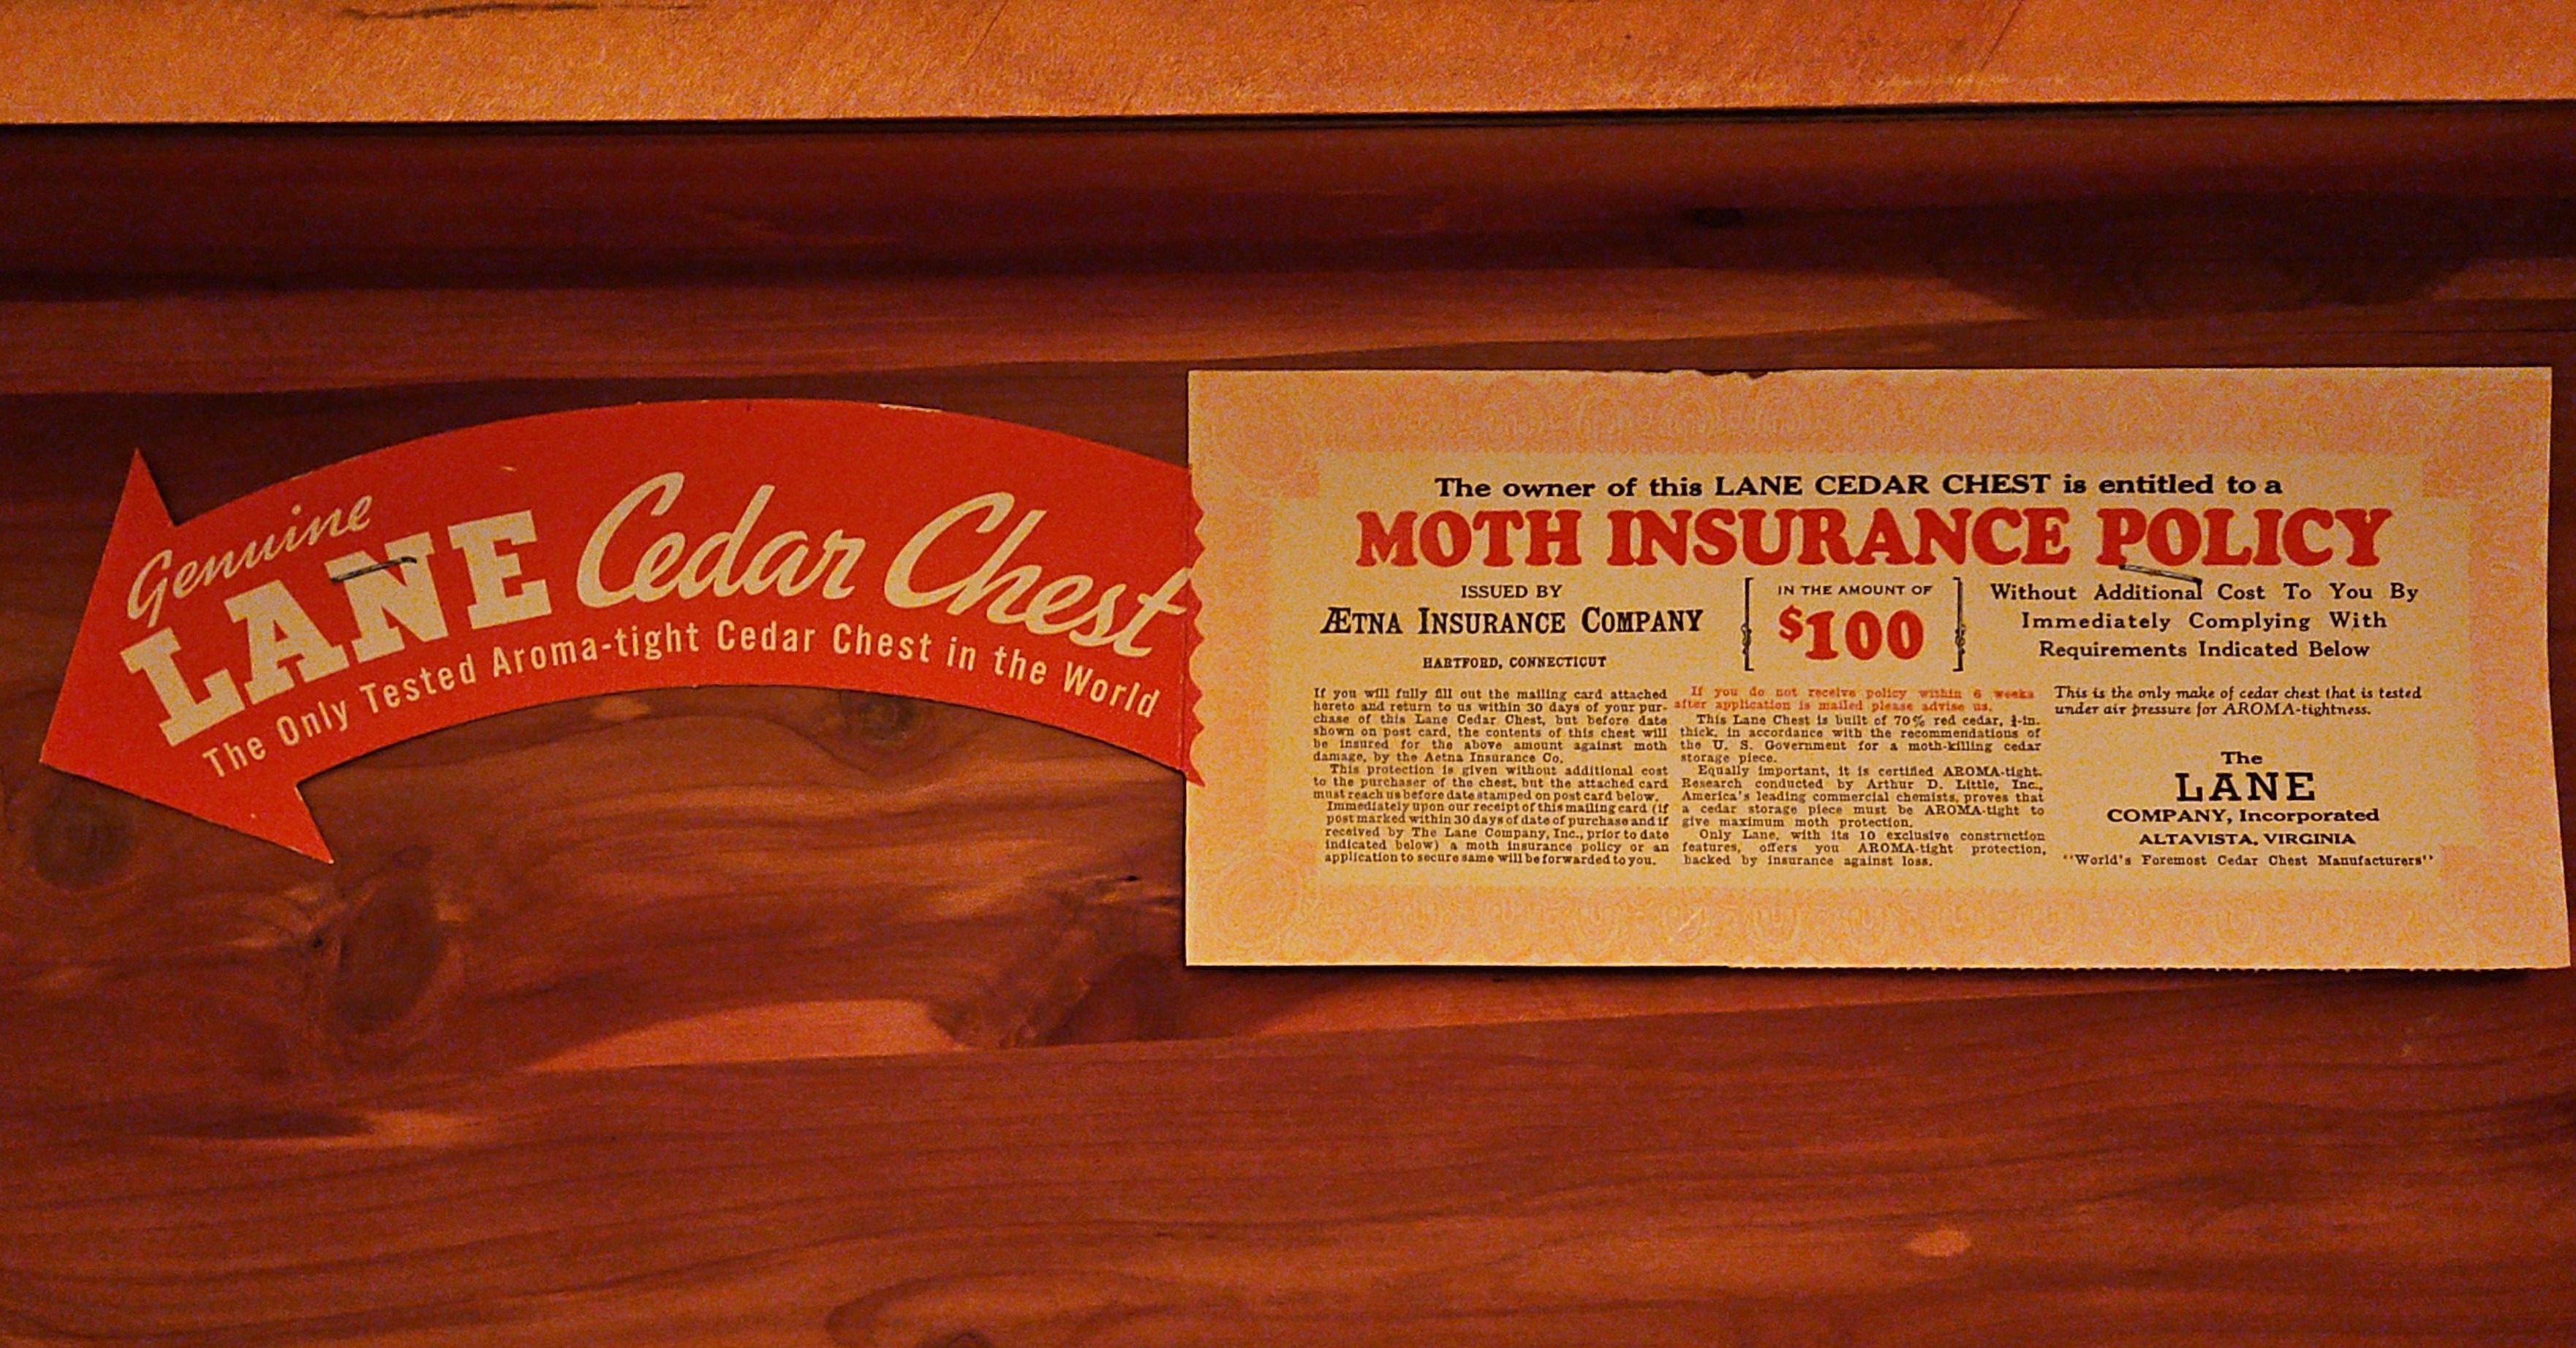 Genuine
LANE Cedar Chest
The Only Tested Aroma-tight Cedar Chest in the World
The owner of this LANE CEDAR CHEST is entitled to a
MOTH INSURANCE POLICY
ISSUED BY
ÆTNA INSURANCE COMPANY
HARTFORD, CONNECTICUT
IN THE AMOUNT OF
$100
Without Additional Cost To You By
Immediately Complying With
Requirements Indicated Below
If you will fully fill out the mailing card attached
hereto and return to us within 30 days of your pur-
chase of this Lane Cedar Chest, but before date
shown on post card, the contents of this chest will
be insured for the above amount against moth
damage, by the Aetna Insurance Co.
This protection is given without additional cost
to the purchaser of the chest, but the attached card
must reach us before date stamped on post card below.
Immediately upon our receipt of this mailing card (if
postmarked within 30 days of date of purchase and if
received by The Lane Company, Inc., prior to date
indicated below) a moth insurance policy or an
application to secure same will be forwarded to you.
If you do not receive policy within 6 weeks
after application is mailed please advise us.
This Lane Chest is built of 70% red cedar, ¾-in.
thick, in accordance with the recommendations of
the U. S. Government for a moth-killing cedar
storage piece.
Equally important, it is certified AROMA-tight.
Research conducted by Arthur D. Little, Inc.,
America's leading commercial chemists, proves that
a cedar storage piece must be AROMA-tight to
give maximum moth protection.
Only Lane, with its 10 exclusive construction
features, offers you AROMA-tight protection,
backed by insurance against loss.
This is the only make of cedar chest that is tested
under air pressure for AROMA-tightness.
The
LANE
COMPANY, Incorporated
ALTAVISTA, VIRGINIA
"World's Foremost Cedar Chest Manufacturers"